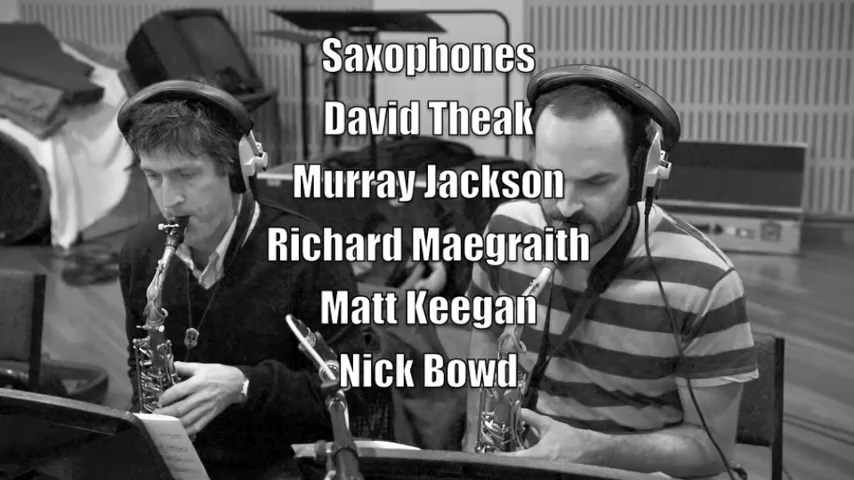 Saxophones
David Theak
Murray Jackson
Richard Maegraith
Matt Keegan
Nick Bowd